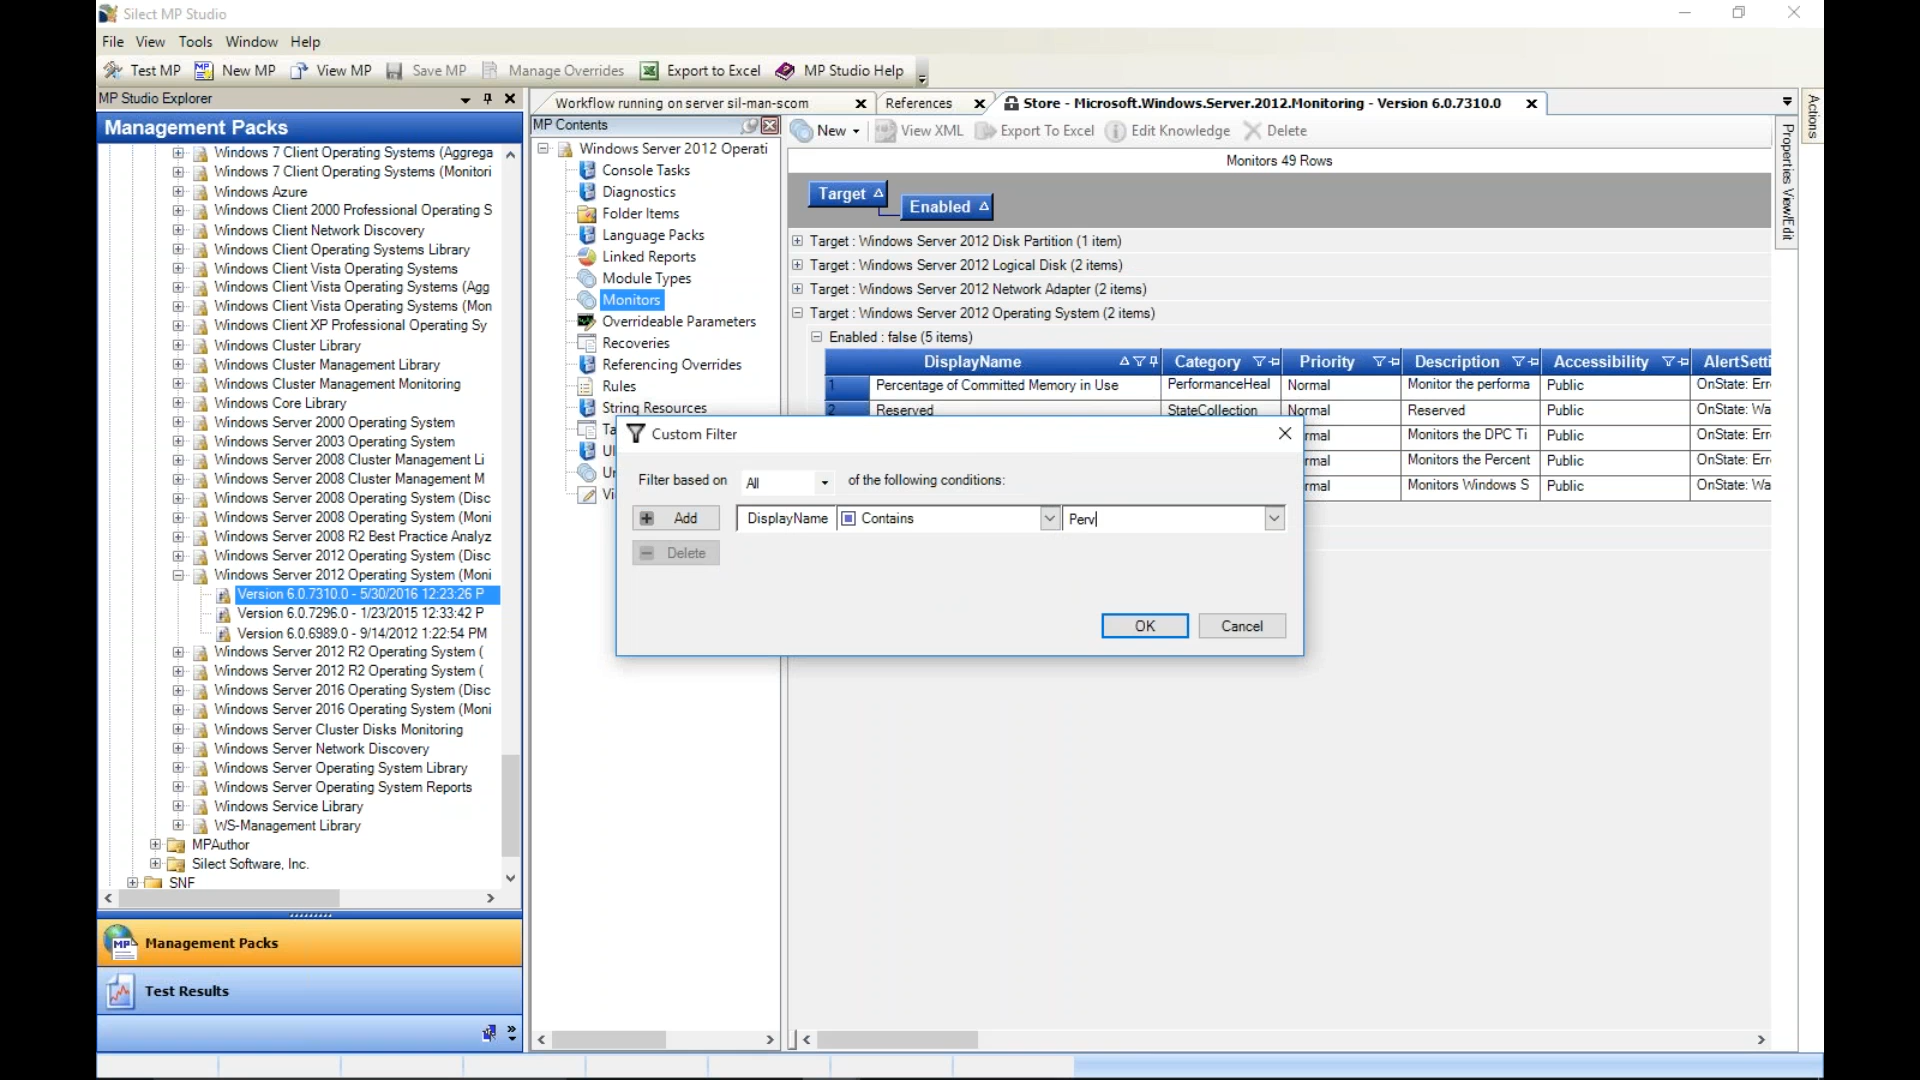 Silect MP Studio
File View Tools Window Help
Test MP New MP View MP Save MP Manage Overrides Export to Excel MP Studio Help
MP Studio Explorer
Management Packs
Windows 7 Client Operating Systems (Aggrega
Windows 7 Client Operating Systems (Monitori
Windows Azure
Windows Client 2000 Professional Operating S
Windows Client Network Discovery
Windows Client Operating Systems Library
Windows Client Vista Operating Systems
Windows Client Vista Operating Systems (Agg
Windows Client Vista Operating Systems (Mon
Windows Client XP Professional Operating Sy
Windows Cluster Library
Windows Cluster Management Library
Windows Cluster Management Monitoring
Windows Core Library
Windows Server 2000 Operating System
Windows Server 2003 Operating System
Windows Server 2008 Cluster Management Li
Windows Server 2008 Cluster Management M
Windows Server 2008 Operating System (Disc
Windows Server 2008 Operating System (Moni
Windows Server 2008 R2 Best Practice Analyz
Windows Server 2012 Operating System (Disc
Windows Server 2012 Operating System (Moni
Version 6.0.7310.0 - 5/30/2016 12:23:26 P
Version 6.0.7296.0 - 1/23/2015 12:33:42 P
Version 6.0.6989.0 - 9/14/2012 1:22:54 PM
Windows Server 2012 R2 Operating System (
Windows Server 2012 R2 Operating System (
Windows Server 2016 Operating System (Disc
Windows Server 2016 Operating System (Moni
Windows Server Cluster Disks Monitoring
Windows Server Network Discovery
Windows Server Operating System Library
Windows Server Operating System Reports
Windows Service Library
WS-Management Library
MPAuthor
Silect Software, Inc.
SNF
Management Packs
Test Results
Workflow running on server sil-man-scom
References
Store - Microsoft.Windows.Server.2012.Monitoring - Version 6.0.7310.0
MP Contents
Windows Server 2012 Operati
Console Tasks
Diagnostics
Folder Items
Language Packs
Linked Reports
Module Types
Monitors
Overrideable Parameters
Recoveries
Referencing Overrides
Rules
String Resources
Ta
UI
Un
Vi
New View XML Export To Excel Edit Knowledge Delete
Monitors 49 Rows
Target
Enabled
Target : Windows Server 2012 Disk Partition (1 item)
Target : Windows Server 2012 Logical Disk (2 items)
Target : Windows Server 2012 Network Adapter (2 items)
Target : Windows Server 2012 Operating System (2 items)
Enabled : false (5 items)
DisplayName Category Priority Description Accessibility AlertSetti
1 Percentage of Committed Memory in Use PerformanceHeal Normal Monitor the performa Public OnState: Err
2 Reserved StateCollection Normal Reserved Public OnState: Wa
rmal Monitors the DPC Ti Public OnState: Err
rmal Monitors the Percent Public OnState: Err
rmal Monitors Windows S Public OnState: Wa
Custom Filter
Filter based on All of the following conditions:
Add DisplayName Contains Perv
Delete
OK Cancel
Actions
Properties View/Edit